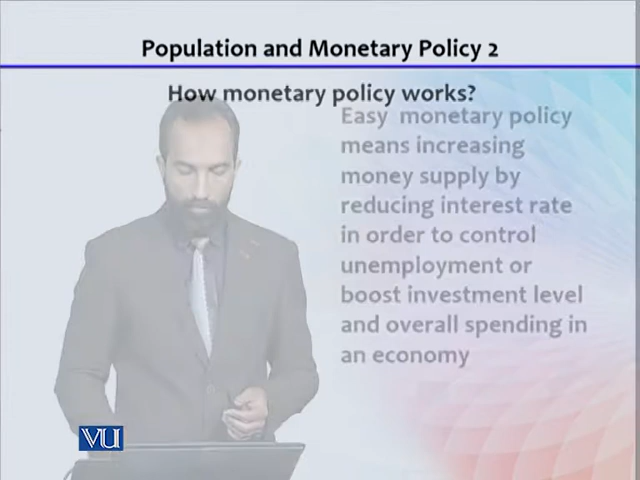 Population and Monetary Policy 2
How monetary policy works?
Easy monetary policy
means increasing
money supply by
reducing interest rate
in order to control
unemployment or
boost investment level
and overall spending in
an economy
VU